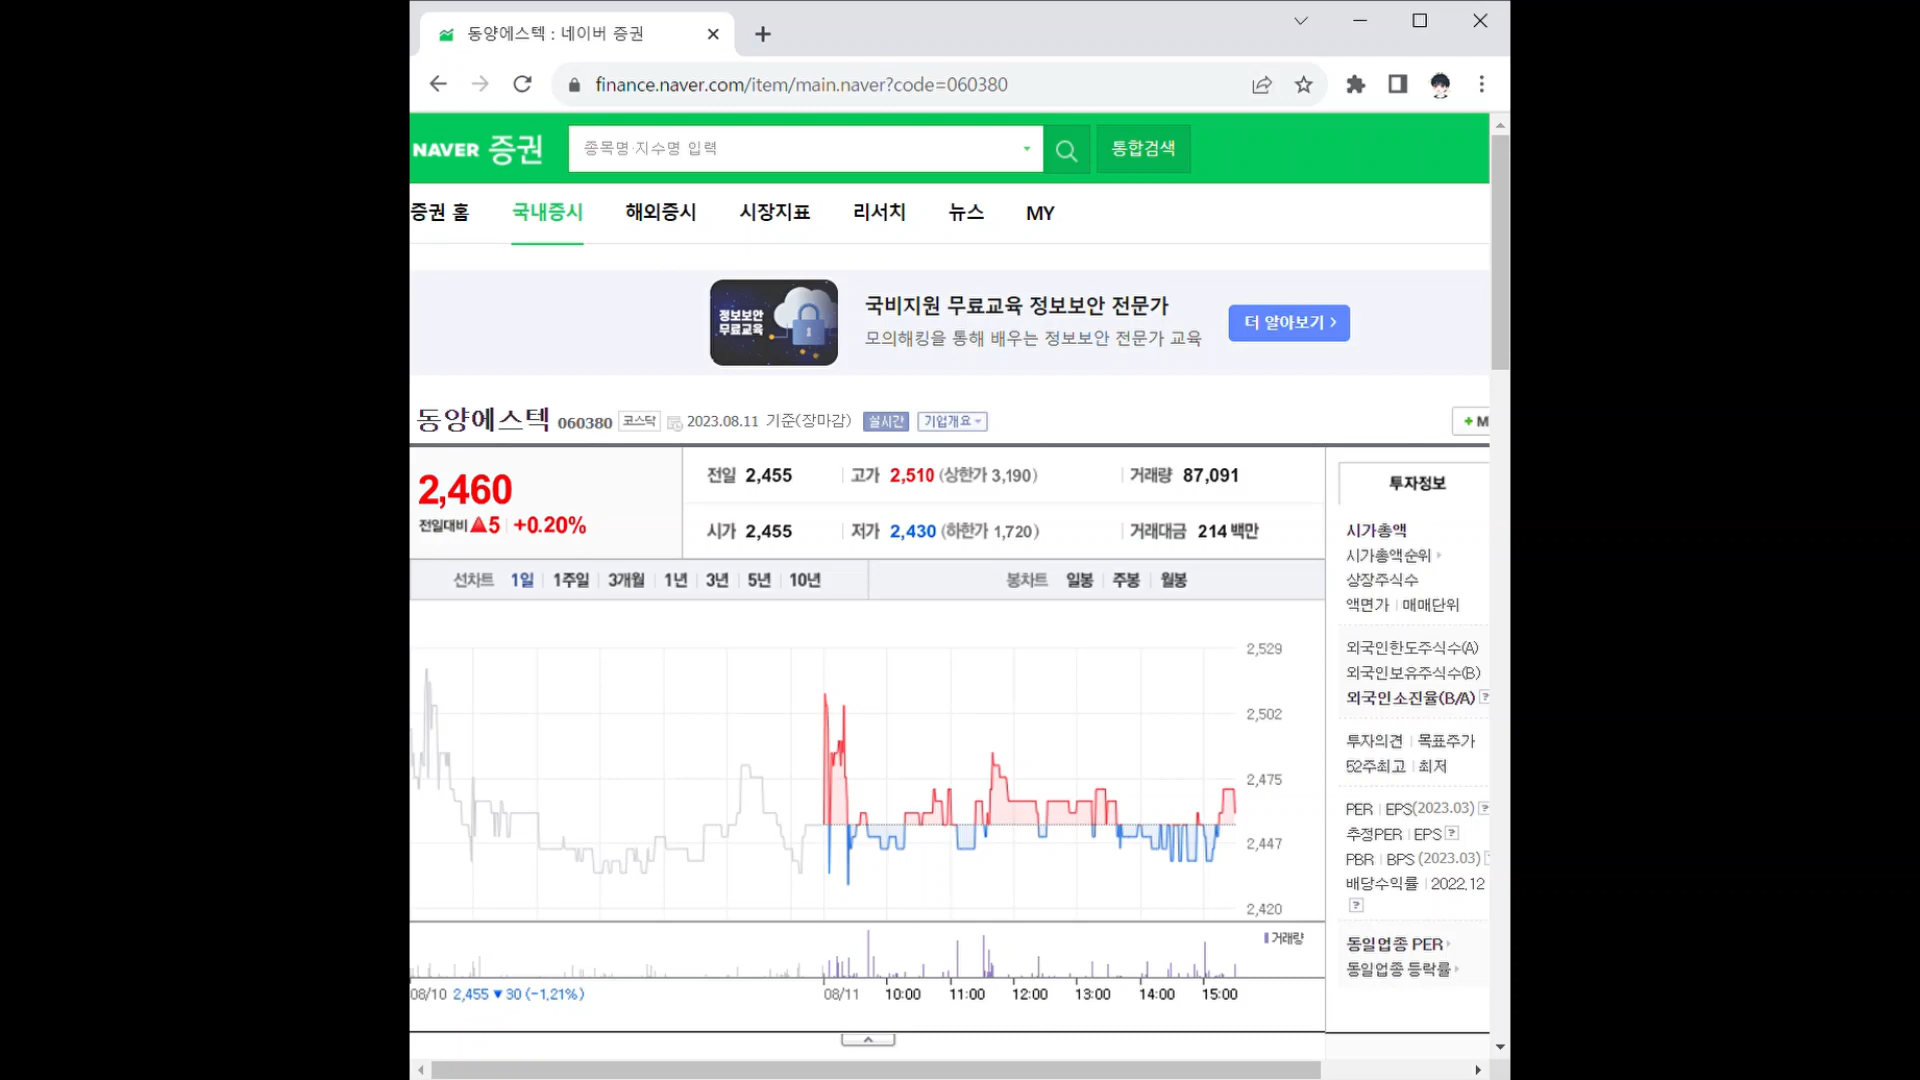 동양에스텍 : 네이버 증권
finance.naver.com/item/main.naver?code=060380
NAVER 증권
종목명·지수명 입력
통합검색
증권 홈 국내증시 해외증시 시장지표 리서치 뉴스 MY
정보보안
무료교육
국비지원 무료교육 정보보안 전문가
모의해킹을 통해 배우는 정보보안 전문가 교육
더 알아보기 >
동양에스텍 060380 코스닥 2023.08.11 기준(장마감) 실시간 기업개요
+ M
2,460
전일대비 ▲5 +0.20%
전일 2,455 고가 2,510 (상한가 3,190) 거래량 87,091
시가 2,455 저가 2,430 (하한가 1,720) 거래대금 214 백만
선차트 1일 1주일 3개월 1년 3년 5년 10년 봉차트 일봉 주봉 월봉
2,529
2,502
2,475
2,447
2,420
거래량
08/10 2,455 ▼ 30 (-1,21%)
08/11 10:00 11:00 12:00 13:00 14:00 15:00
투자정보
시가총액
시가총액순위
상장주식수
액면가 매매단위
외국인한도주식수(A)
외국인보유주식수(B)
외국인소진율(B/A) ?
투자의견 목표주가
52주최고 최저
PER EPS(2023.03) ?
추정PER EPS ?
PBR BPS (2023.03) ?
배당수익률 2022.12
?
동일업종 PER
동일업종 등락률